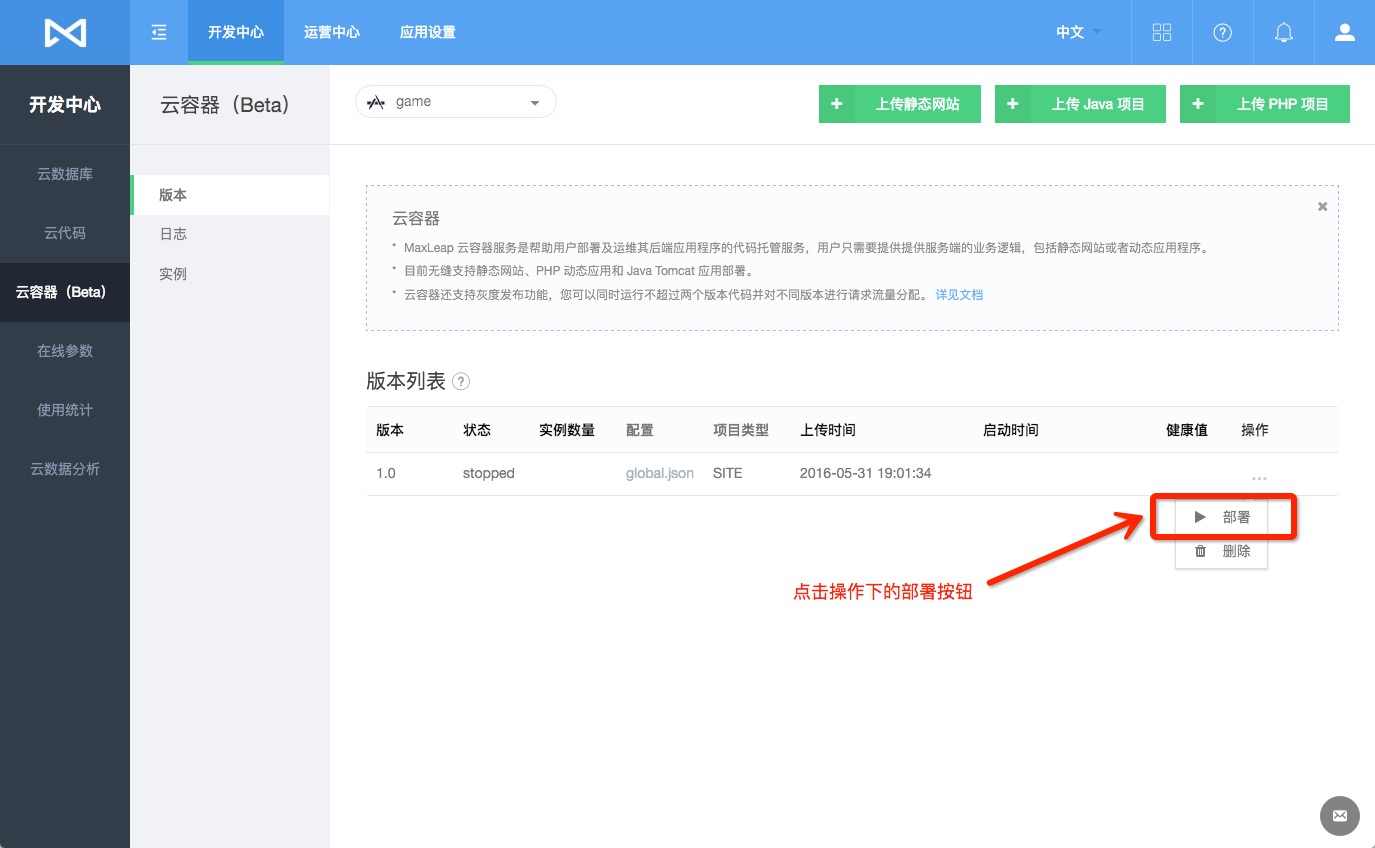 开发中心 运营中心 应用设置 中文
开发中心
云数据库
云代码
云容器（Beta）
在线参数
使用统计
云数据分析
云容器（Beta）
版本
日志
实例
game
上传静态网站 上传 Java 项目 上传 PHP 项目
云容器
* MaxLeap 云容器服务是帮助用户部署及运维其后端应用程序的代码托管服务，用户只需要提供提供服务端的业务逻辑，包括静态网站或者动态应用程序。
* 目前无缝支持静态网站、PHP 动态应用和 Java Tomcat 应用部署。
* 云容器还支持灰度发布功能，您可以同时运行不超过两个版本代码并对不同版本进行请求流量分配。 详见文档
版本列表 ?
版本 状态 实例数量 配置 项目类型 上传时间 启动时间 健康值 操作
1.0 stopped global.json SITE 2016-05-31 19:01:34 ...
部署
删除
点击操作下的部署按钮